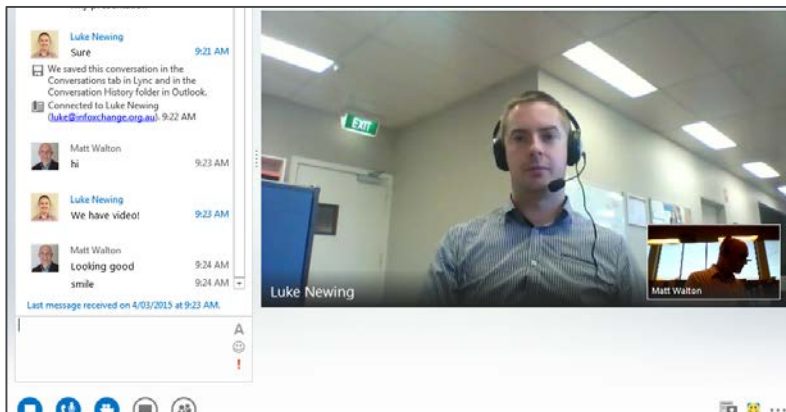 Luke Newing
Sure 9:21 AM
We saved this conversation in the
Conversations tab in Lync and in the
Conversation History folder in Outlook.
Connected to Luke Newing
(luke@infoxchange.org.au). 9:22 AM
Matt Walton
hi 9:23 AM
Luke Newing
We have video! 9:23 AM
Matt Walton
Looking good 9:24 AM
smile 9:24 AM
Last message received on 4/03/2015 at 9:23 AM.
A
!
EXIT
Luke Newing
Matt Walton